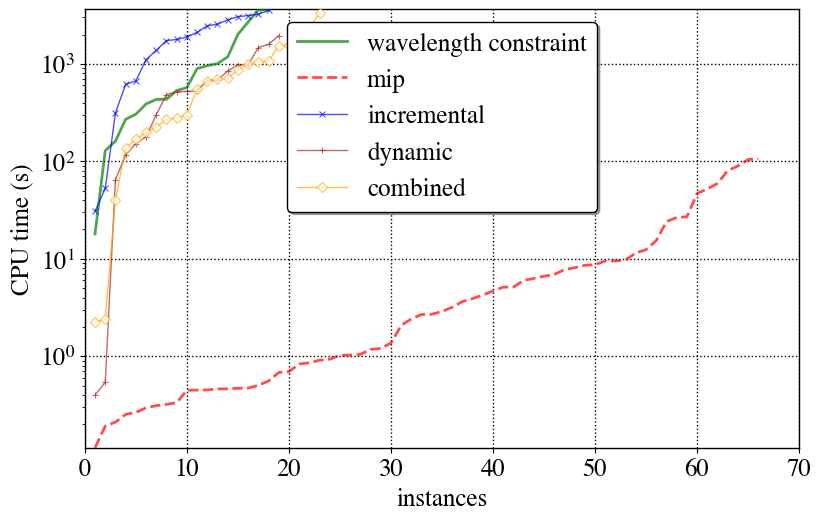 10³
10²
10¹
10⁰
CPU time (s)
wavelength constraint
mip
incremental
dynamic
combined
0 10 20 30 40 50 60 70
instances